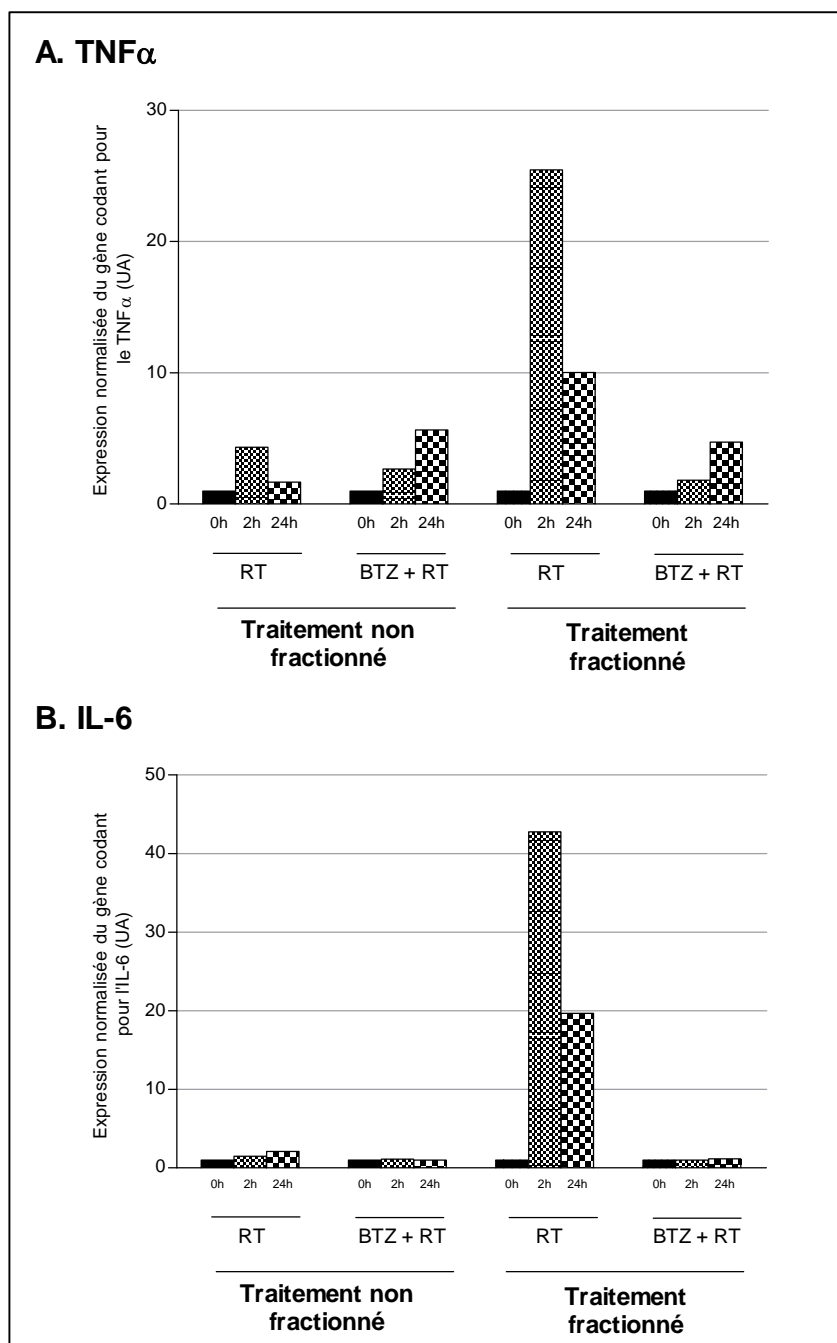 A. TNFα
Expression normalisée du gène codant pour
le TNFα (UA)
30
20
10
0
0h 2h 24h 0h 2h 24h 0h 2h 24h 0h 2h 24h
RT BTZ + RT RT BTZ + RT
Traitement non
fractionné
Traitement
fractionné
B. IL-6
Expression normalisée du gène codant
pour l'IL-6 (UA)
50
40
30
20
10
0
0h 2h 24h 0h 2h 24h 0h 2h 24h 0h 2h 24h
RT BTZ + RT RT BTZ + RT
Traitement non
fractionné
Traitement
fractionné